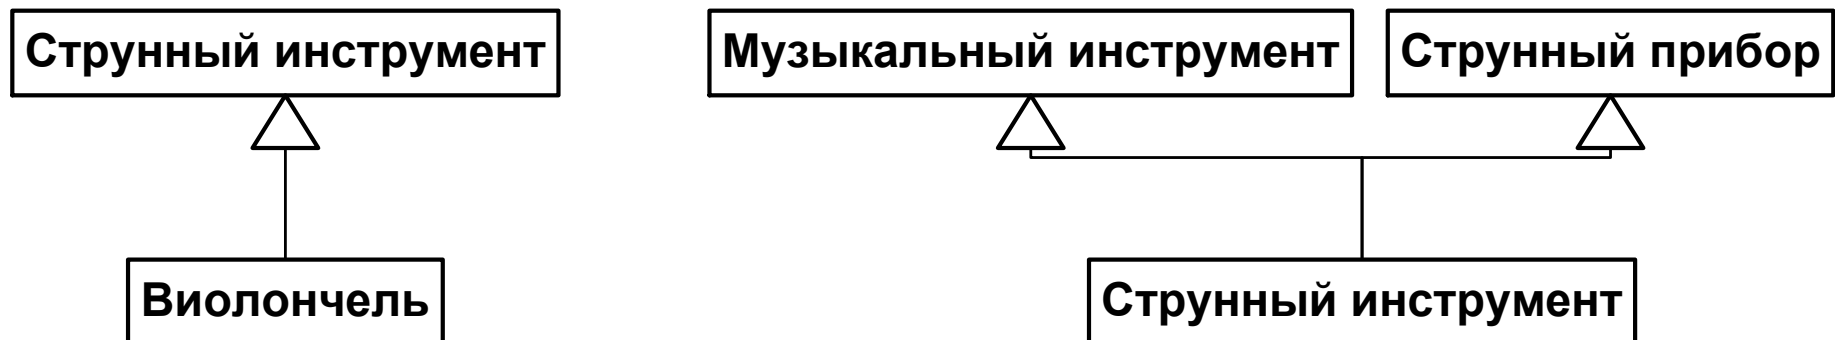 Струнный инструмент
Музыкальный инструмент
Струнный прибор
Виолончель
Струнный инструмент